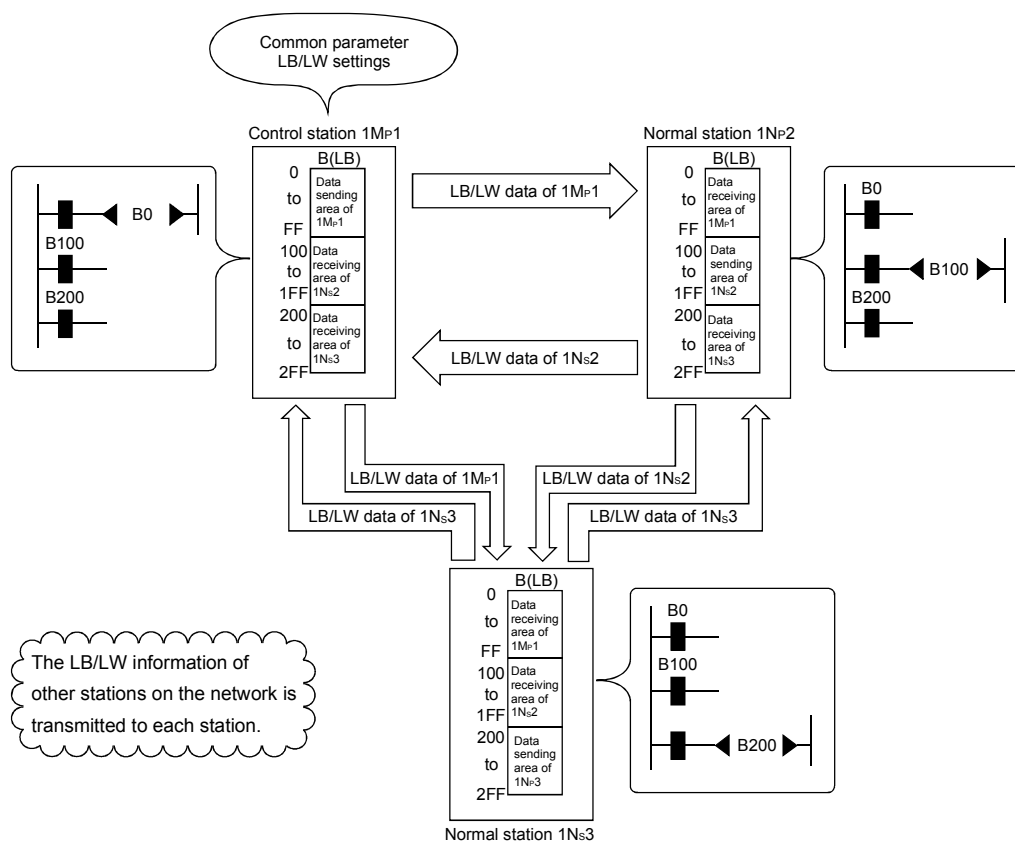 Common parameter
LB/LW settings
Control station 1MP1
B(LB)
0
to
FF
100
to
1FF
200
to
2FF
Data
sending
area of
1MP1
Data
receiving
area of
1NS2
Data
receiving
area of
1NS3
B0
B100
B200
LB/LW data of 1MP1
LB/LW data of 1NS2
Normal station 1NP2
B(LB)
0
to
FF
100
to
1FF
200
to
2FF
Data
receiving
area of
1MP1
Data
sending
area of
1NS2
Data
receiving
area of
1NS3
B0
B100
B200
LB/LW data of 1MP1
LB/LW data of 1NS3
LB/LW data of 1NS2
LB/LW data of 1NS3
B(LB)
0
to
FF
100
to
1FF
200
to
2FF
Data
receiving
area of
1MP1
Data
receiving
area of
1NS2
Data
sending
area of
1NP3
Normal station 1NS3
B0
B100
B200
The LB/LW information of
other stations on the network is
transmitted to each station.